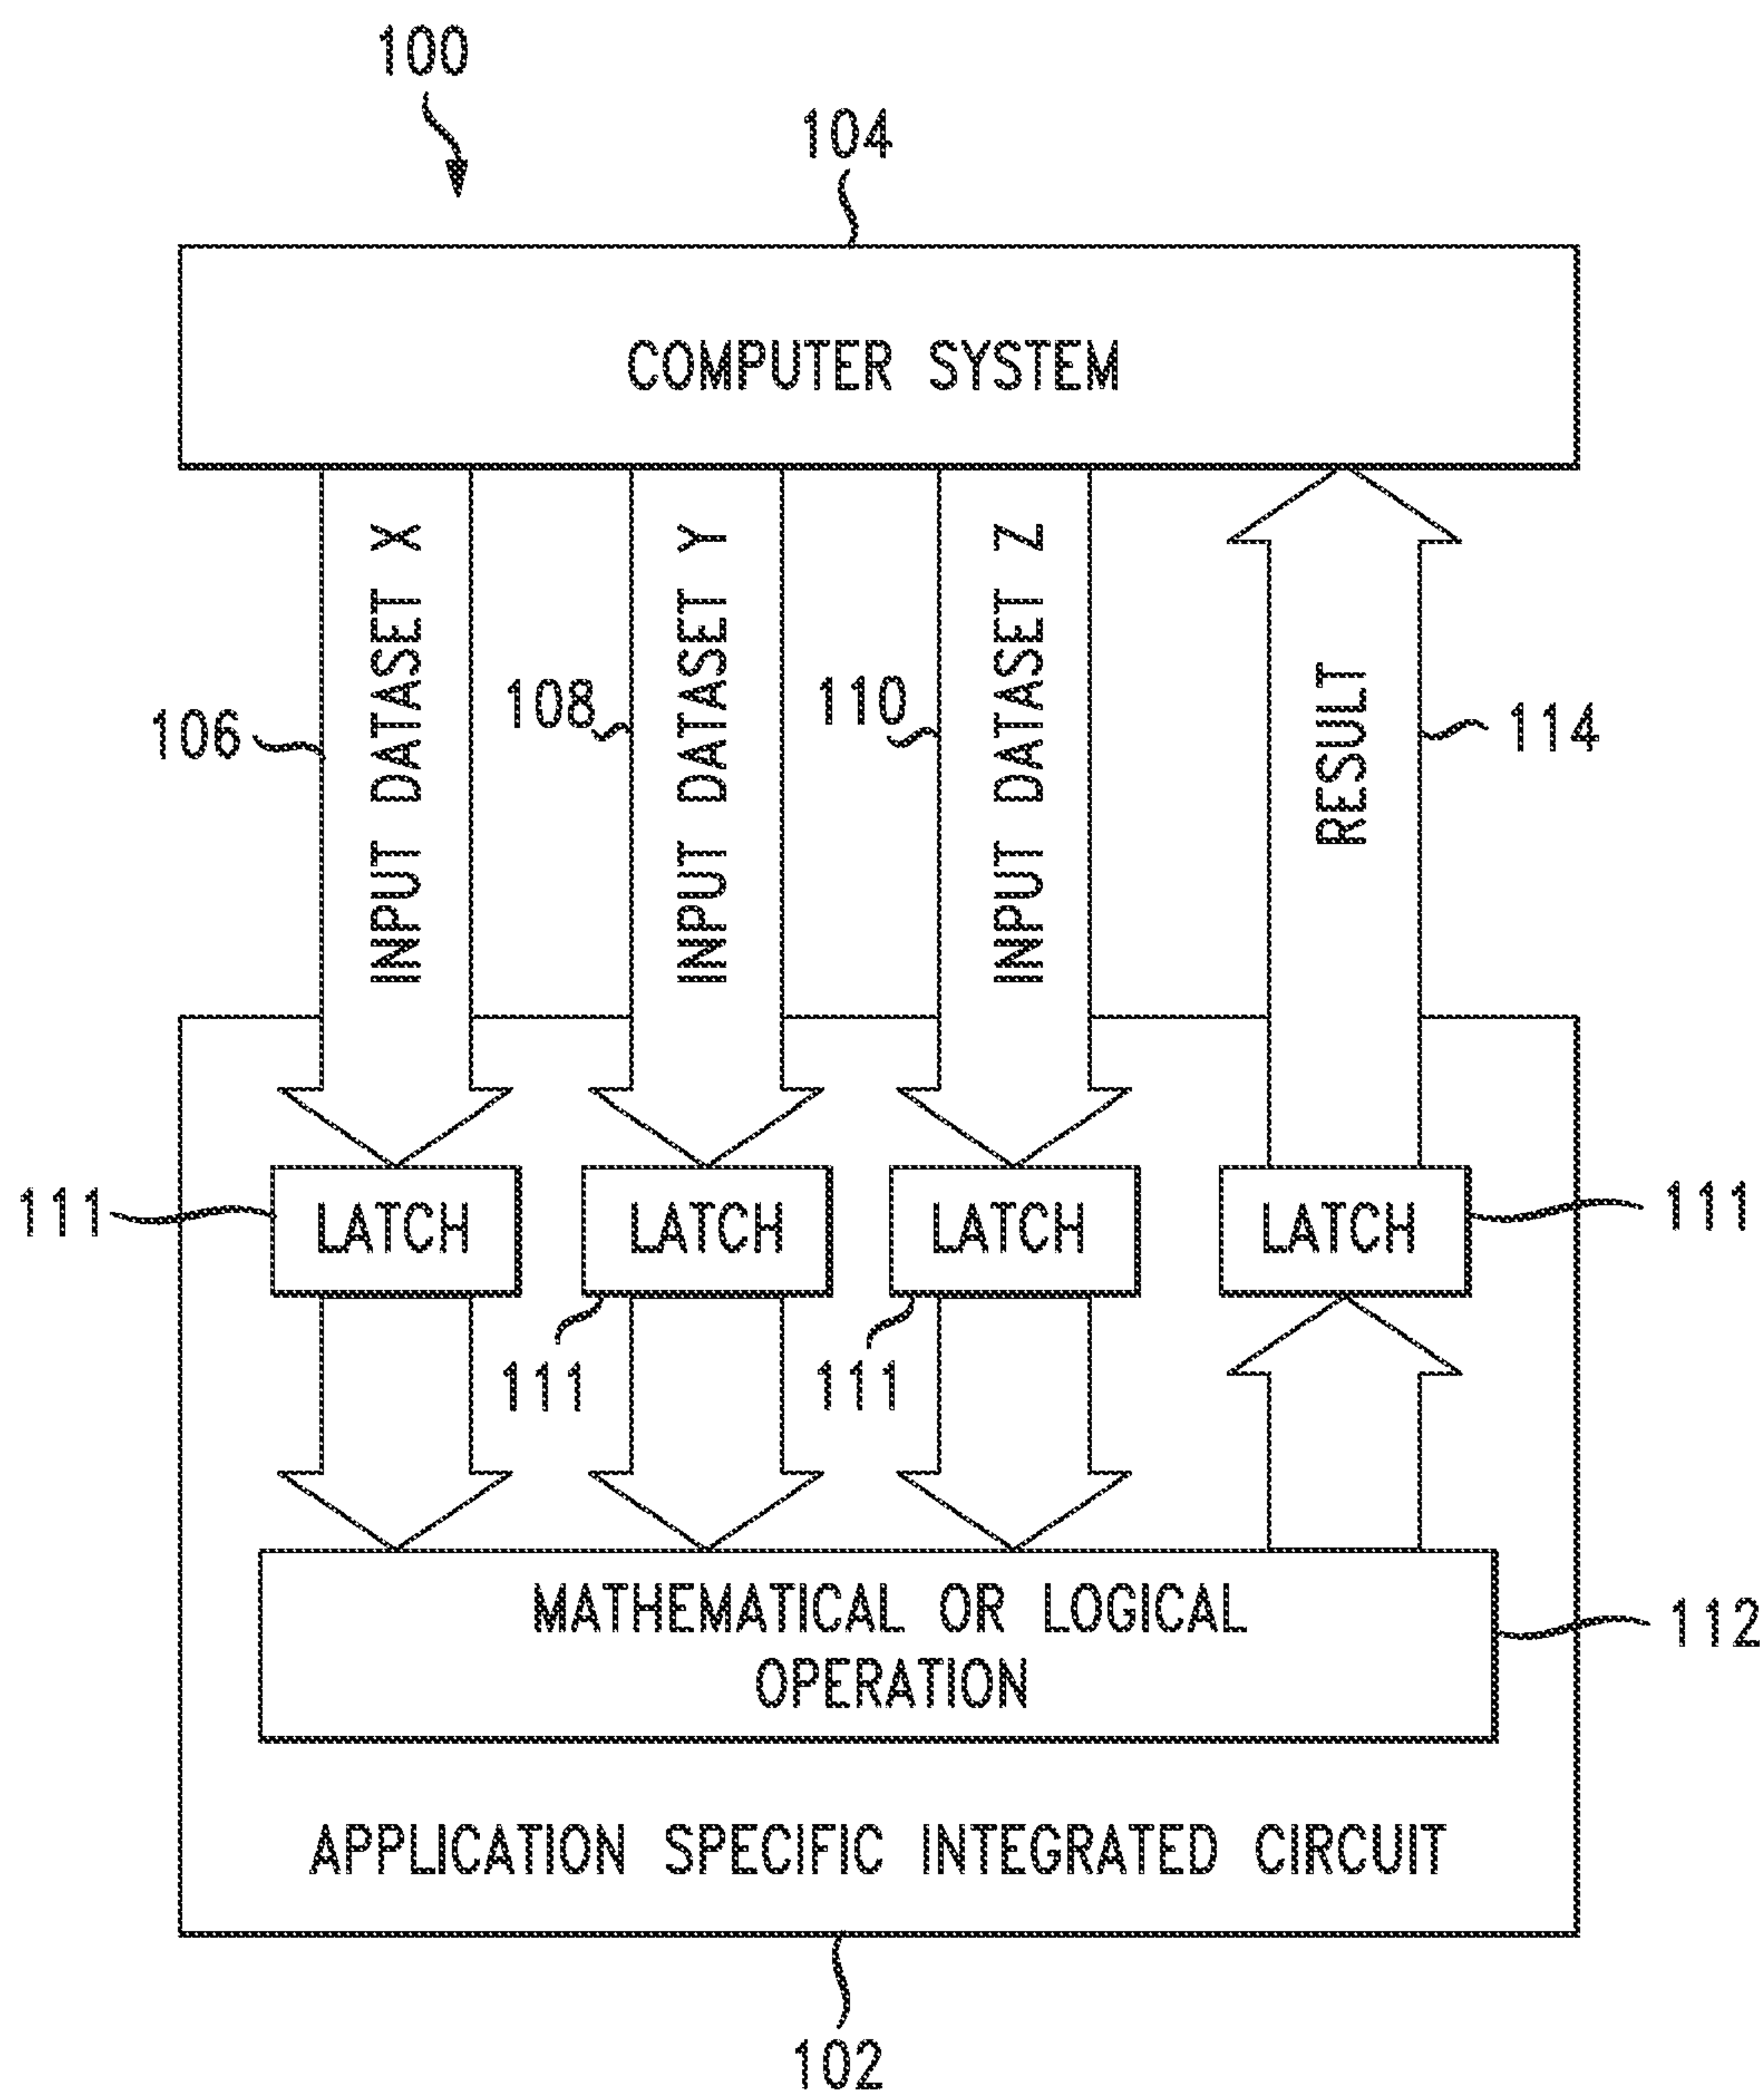 100
104
COMPUTER SYSTEM
INPUT DATASET X
INPUT DATASET Y
INPUT DATASET Z
RESULT
106
108
110
114
111
LATCH
LATCH
LATCH
LATCH
111
111
111
MATHEMATICAL OR LOGICAL
OPERATION
112
APPLICATION SPECIFIC INTEGRATED CIRCUIT
102